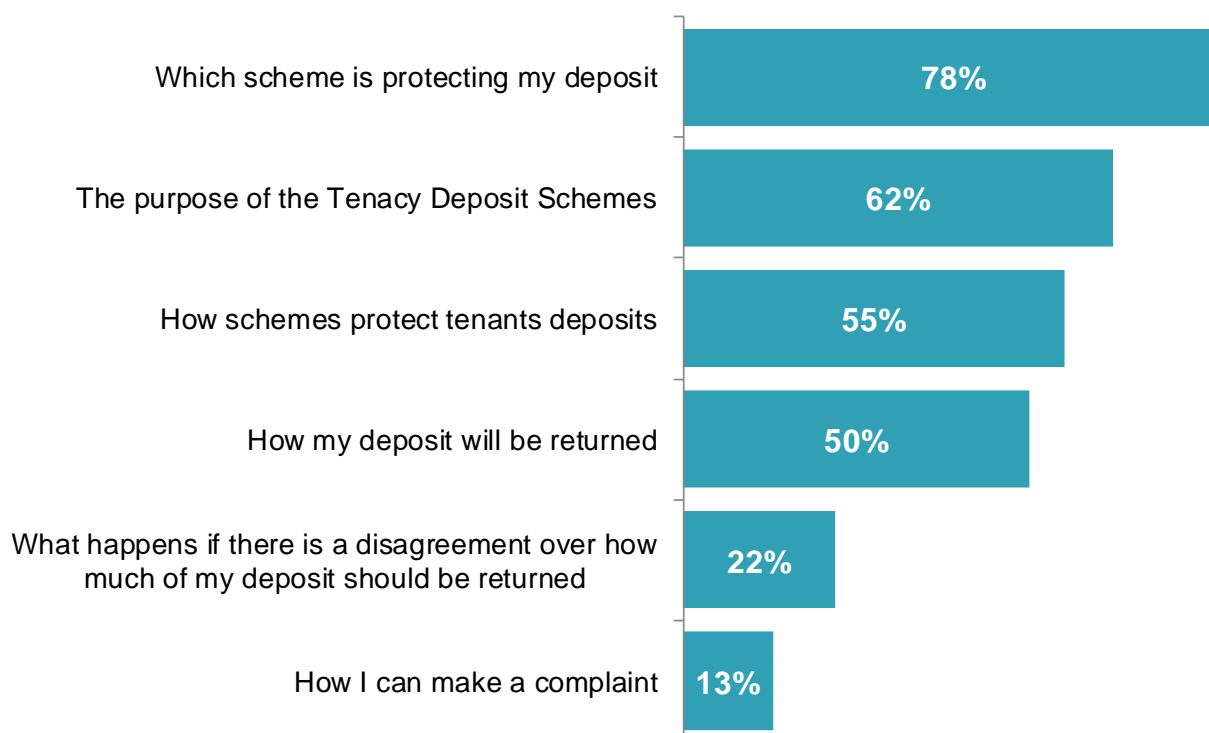 Which scheme is protecting my deposit
78%
The purpose of the Tenacy Deposit Schemes
62%
How schemes protect tenants deposits
55%
How my deposit will be returned
50%
What happens if there is a disagreement over how
much of my deposit should be returned
22%
How I can make a complaint
13%